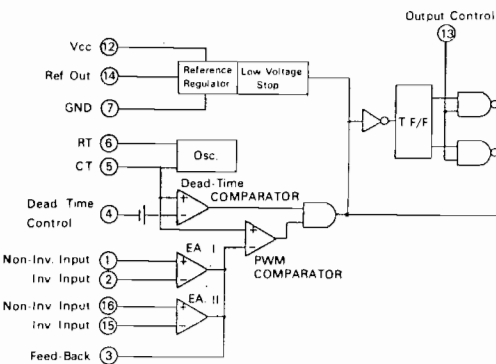 Output Control
13
Vcc 12
Ref Out 14
Reference Regulator
Low Voltage Stop
GND 7
T F/F
RT 6
CT 5
Osc.
Dead-Time COMPARATOR
Dead Time Control 4
+
-
+
-
PWM COMPARATOR
Non-Inv. Input 1
Inv Input 2
EA. I
+
-
Non-Inv Input 16
Inv Input 15
EA. II
+
-
Feed-Back 3